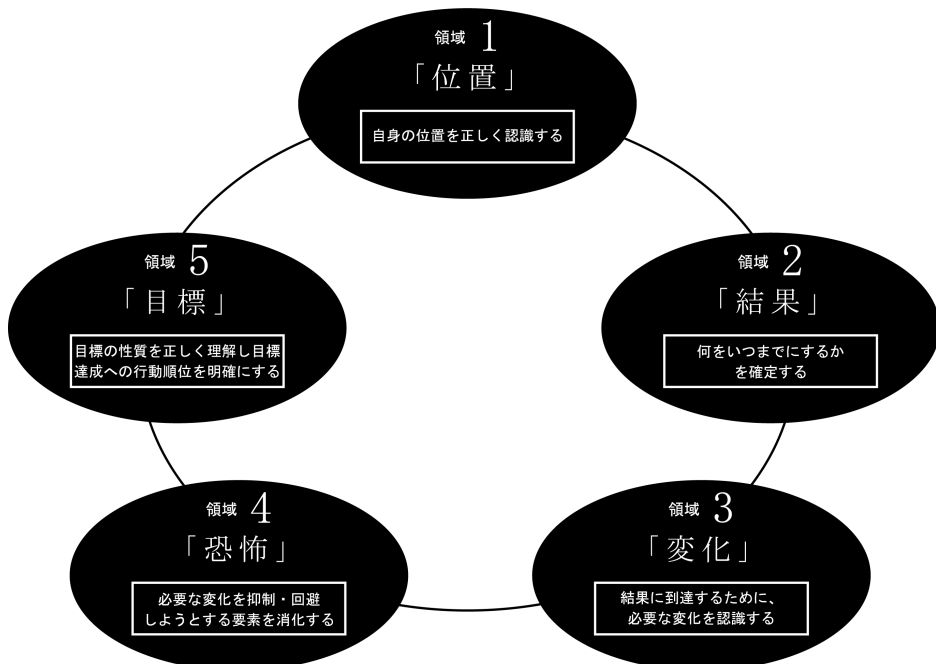 領域 1
「位置」
自身の位置を正しく認識する
領域 2
「結果」
何をいつまでにするか
を確定する
領域 3
「変化」
結果に到達するために、
必要な変化を認識する
領域 4
「恐怖」
必要な変化を抑制・回避
しようとする要素を消化する
領域 5
「目標」
目標の性質を正しく理解し目標
達成への行動順位を明確にする